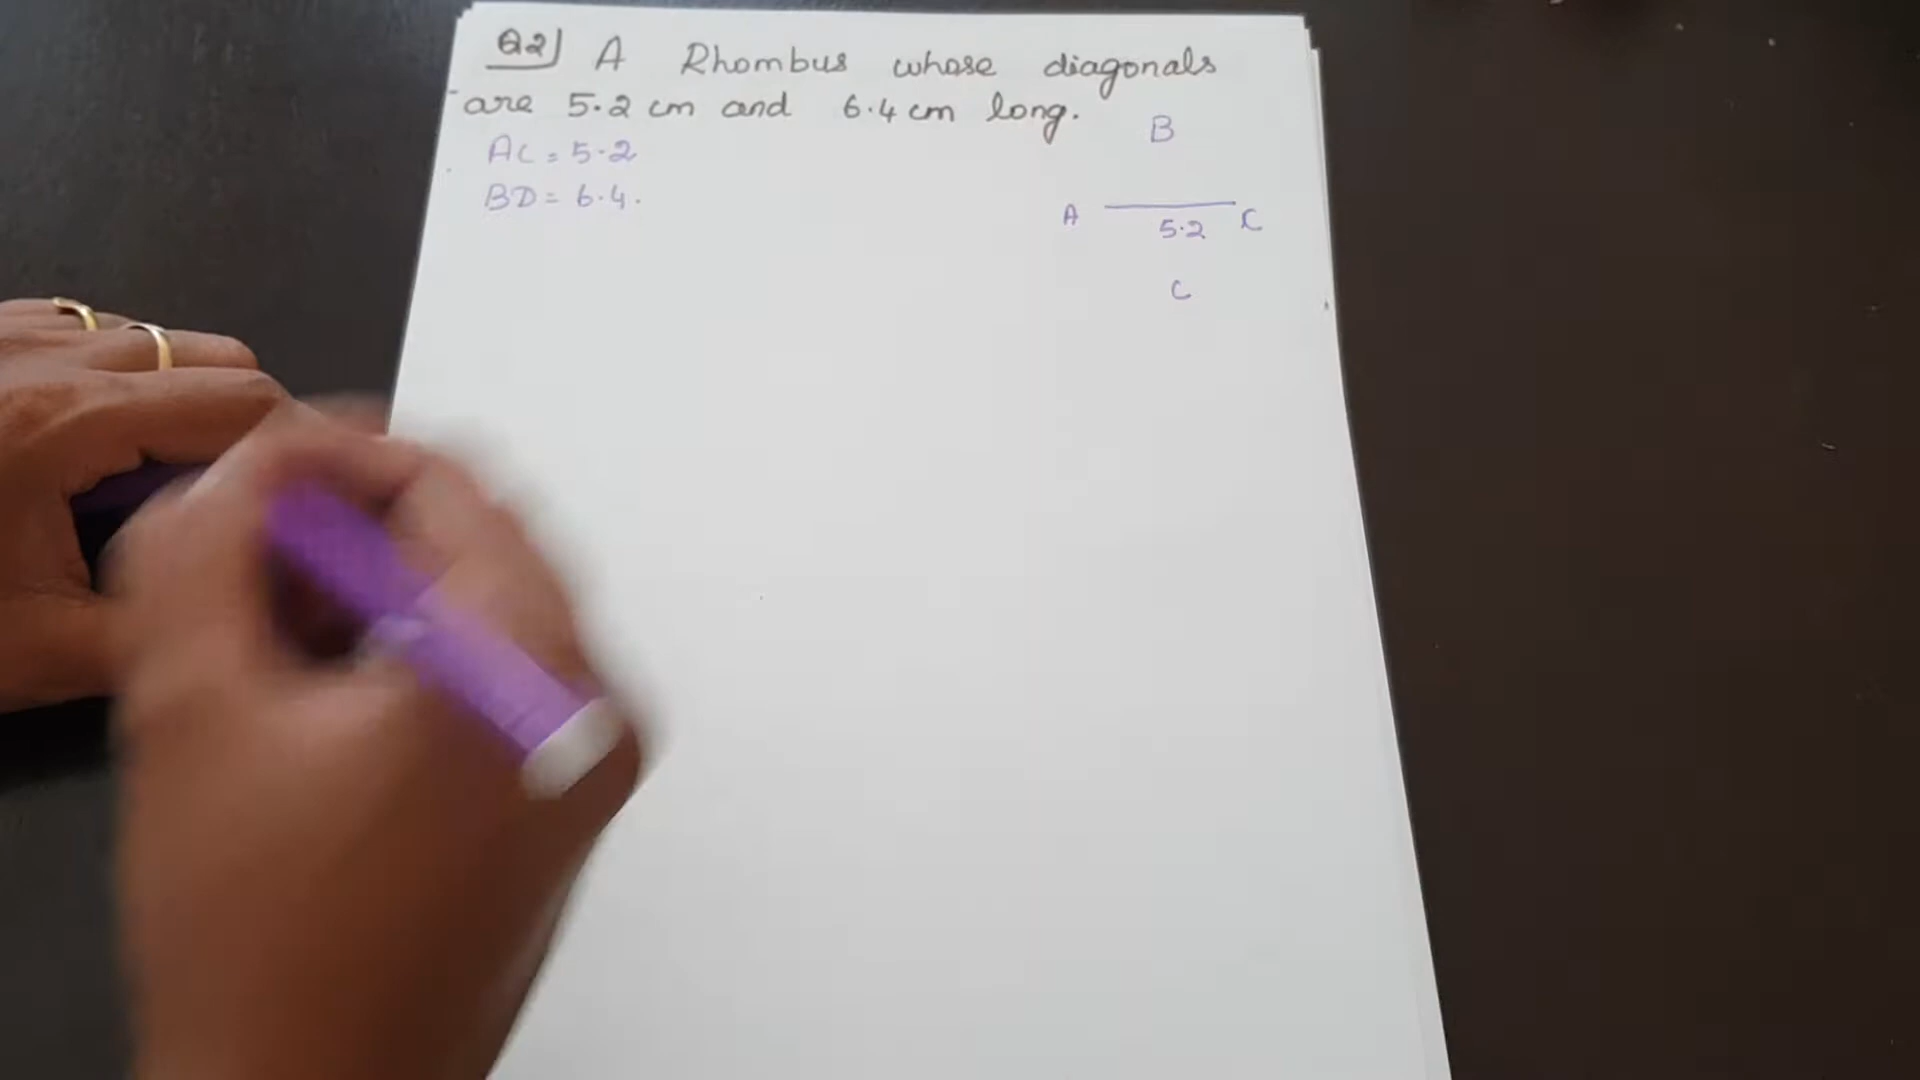 Q2) A Rhombus whose diagonals
are 5.2 cm and 6.4 cm long.
AC = 5.2
BD = 6.4.
B
A C
5.2
C